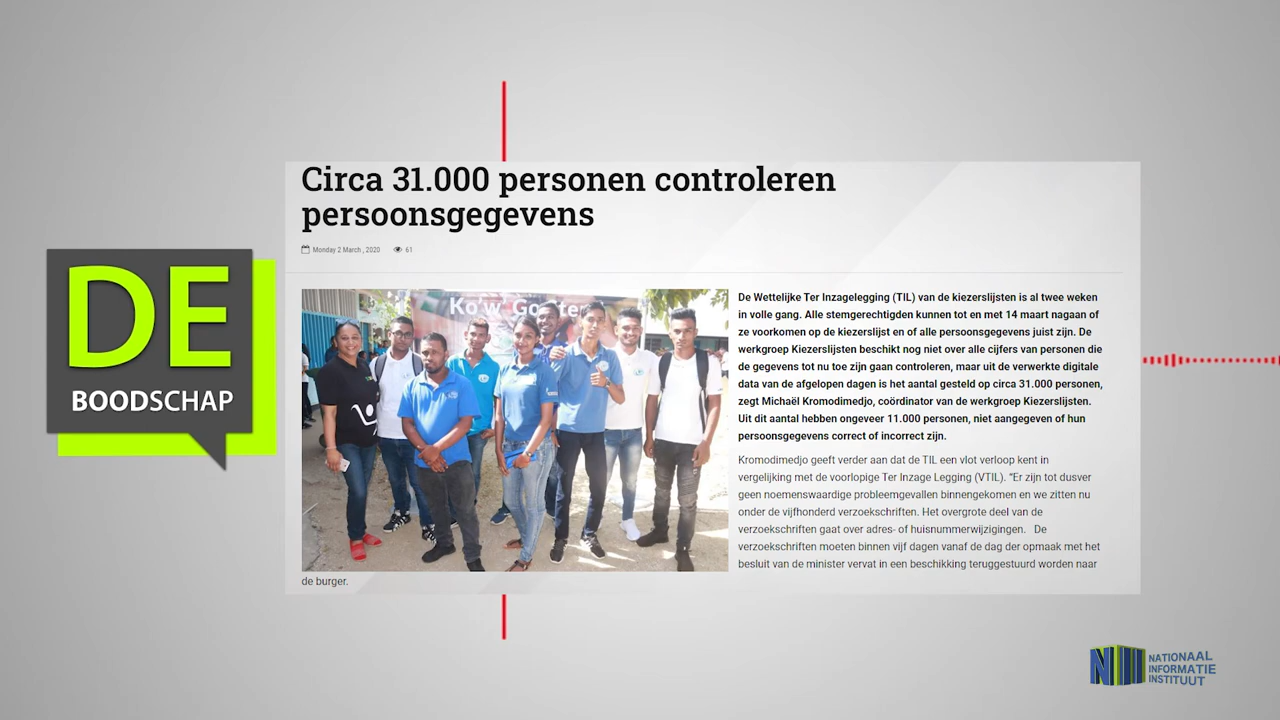 Circa 31.000 personen controleren
persoonsgegevens
Monday 2 March , 2020 61
DE
BOODSCHAP
De Wettelijke Ter Inzagelegging (TIL) van de kiezerslijsten is al twee weken
in volle gang. Alle stemgerechtigden kunnen tot en met 14 maart nagaan of
ze voorkomen op de kiezerslijst en of alle persoonsgegevens juist zijn. De
werkgroep Kiezerslijsten beschikt nog niet over alle cijfers van personen die
de gegevens tot nu toe zijn gaan controleren, maar uit de verwerkte digitale
data van de afgelopen dagen is het aantal gesteld op circa 31.000 personen,
zegt Michaël Kromodimedjo, coördinator van de werkgroep Kiezerslijsten.
Uit dit aantal hebben ongeveer 11.000 personen, niet aangegeven of hun
persoonsgegevens correct of incorrect zijn.
Kromodimedjo geeft verder aan dat de TIL een vlot verloop kent in
vergelijking met de voorlopige Ter Inzage Legging (VTIL). “Er zijn tot dusver
geen noemenswaardige probleemgevallen binnengekomen en we zitten nu
onder de vijfhonderd verzoekschriften. Het overgrote deel van de
verzoekschriften gaat over adres- of huisnummerwijzigingen. De
verzoekschriften moeten binnen vijf dagen vanaf de dag der opmaak met het
besluit van de minister vervat in een beschikking teruggestuurd worden naar
de burger.
NATIONAAL
INFORMATIE
INSTITUUT